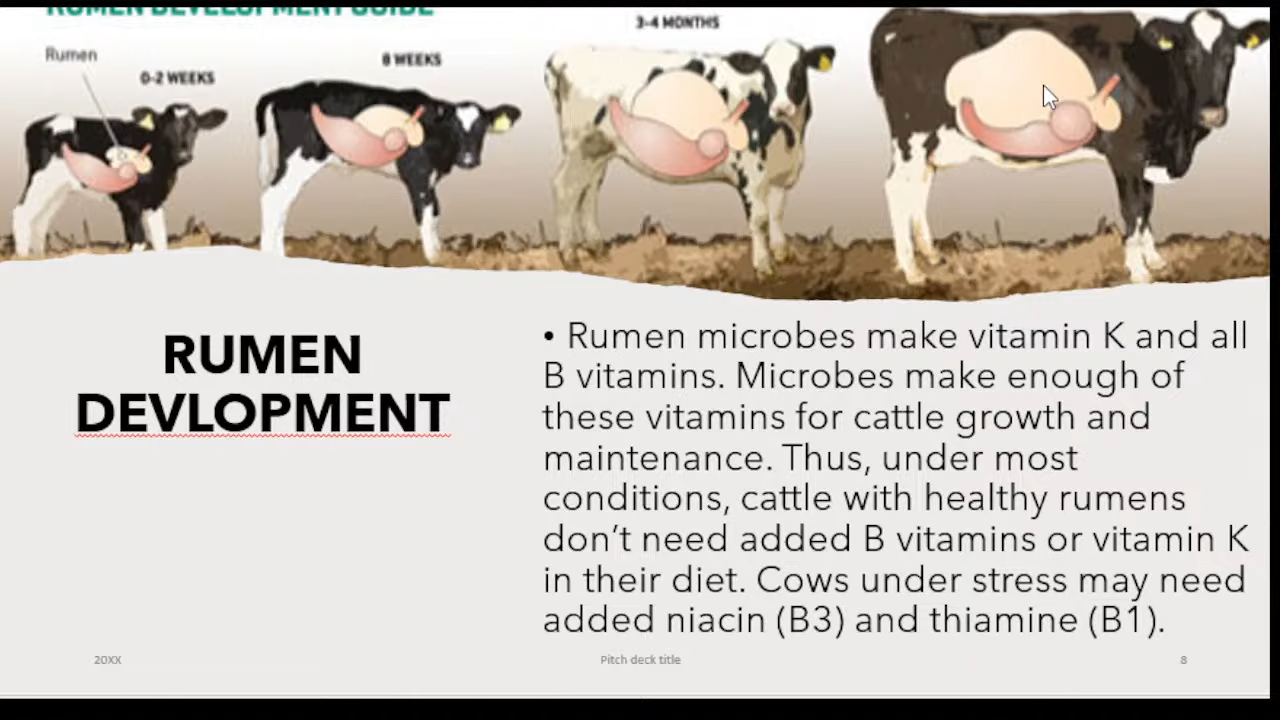 RUMEN DEVELOPMENT GUIDE
3-4 MONTHS
Rumen
8 WEEKS
0-2 WEEKS
RUMEN
DEVLOPMENT
• Rumen microbes make vitamin K and all
B vitamins. Microbes make enough of
these vitamins for cattle growth and
maintenance. Thus, under most
conditions, cattle with healthy rumens
don’t need added B vitamins or vitamin K
in their diet. Cows under stress may need
added niacin (B3) and thiamine (B1).
20XX
Pitch deck title
8